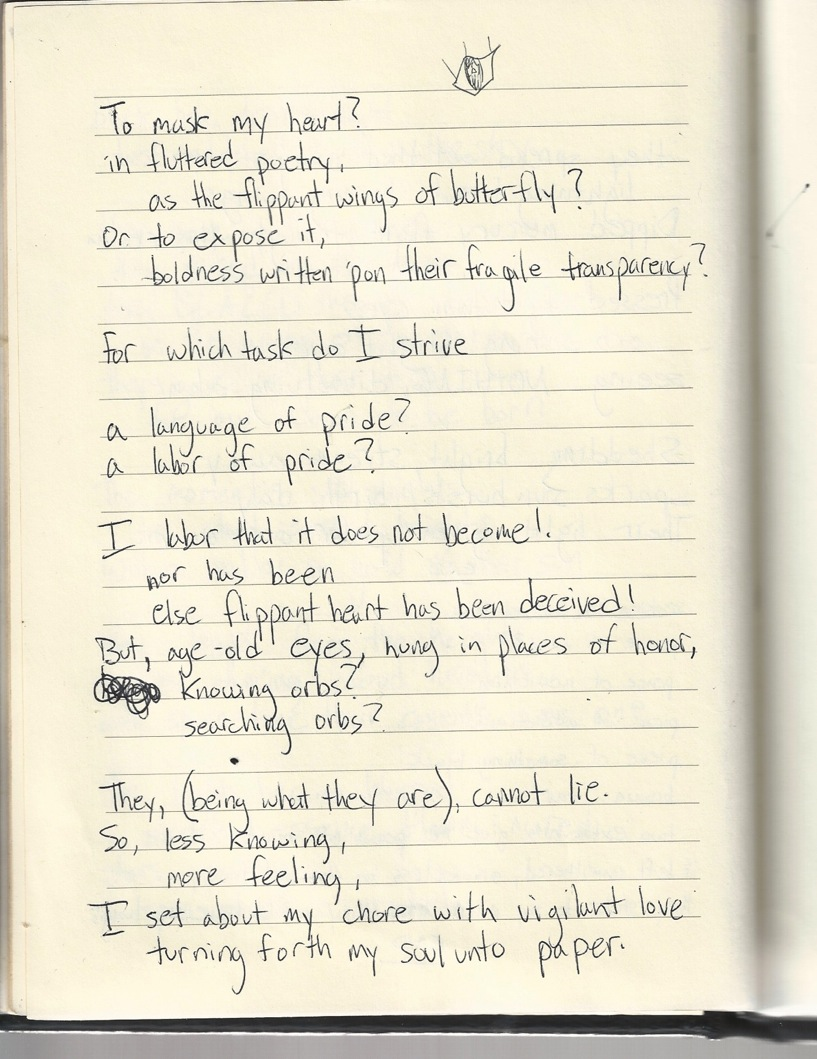 To mask my heart?
in fluttered poetry,
as the flippant wings of butterfly?
Or to expose it,
boldness written 'pon their fragile transparency?
for which task do I strive
a language of pride?
a labor of pride?
I labor that it does not become!.
nor has been
else flippant heart has been deceived!
But, age-old eyes, hung in places of honor,
Knowing orbs?
searching orbs?
They, (being what they are), cannot lie.
So, less knowing,
more feeling,
I set about my chore with vigilant love
turning forth my soul unto paper.